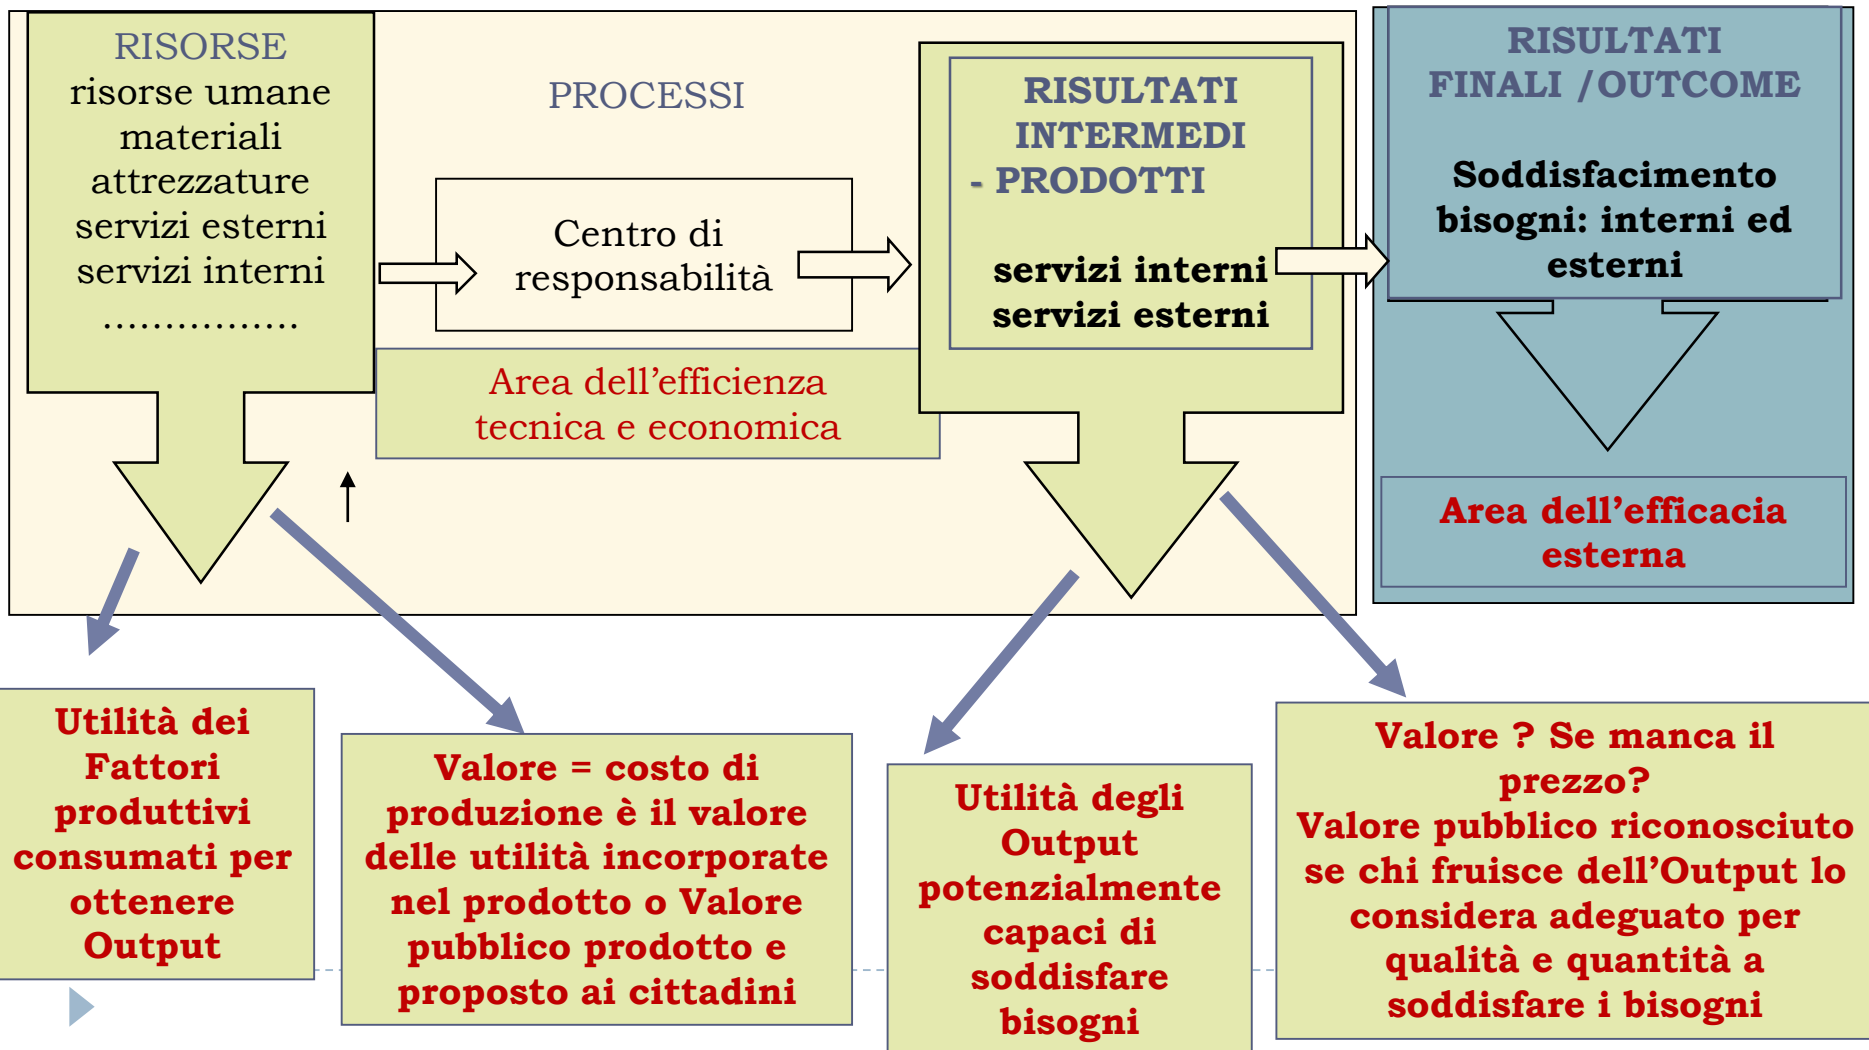 RISORSE
risorse umane
materiali
attrezzature
servizi esterni
servizi interni
................
PROCESSI
Centro di
responsabilità
Area dell’efficienza
tecnica e economica
RISULTATI
INTERMEDI
- PRODOTTI
servizi interni
servizi esterni
RISULTATI
FINALI /OUTCOME
Soddisfacimento
bisogni: interni ed
esterni
Area dell’efficacia
esterna
Utilità dei
Fattori
produttivi
consumati per
ottenere
Output
Valore = costo di
produzione è il valore
delle utilità incorporate
nel prodotto o Valore
pubblico prodotto e
proposto ai cittadini
Utilità degli
Output
potenzialmente
capaci di
soddisfare
bisogni
Valore ? Se manca il
prezzo?
Valore pubblico riconosciuto
se chi fruisce dell’Output lo
considera adeguato per
qualità e quantità a
soddisfare i bisogni